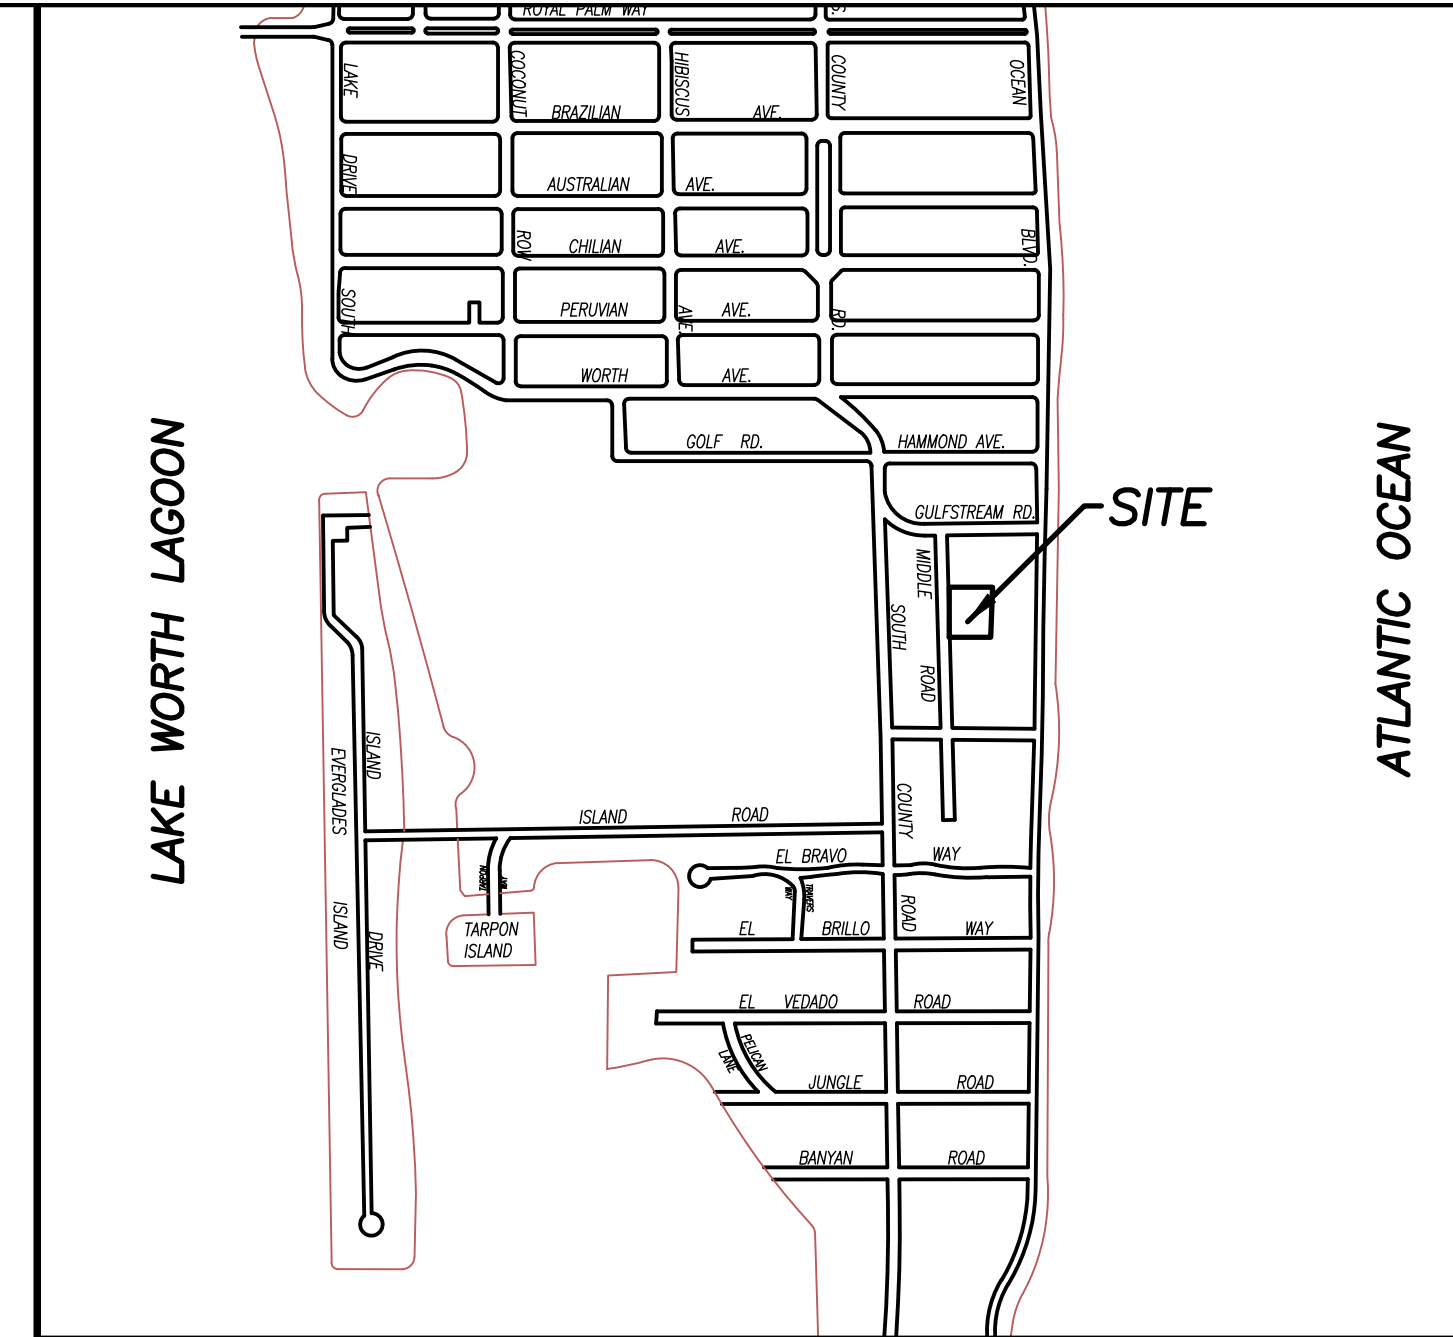 ROYAL PALM WAY
S.
LAKE
COCONUT
HIBISCUS
COUNTY
OCEAN
BRAZILIAN AVE.
DRIVE
AUSTRALIAN AVE.
ROW
CHILIAN AVE.
BLVD.
SOUTH
PERUVIAN AVE.
AVE.
RD.
WORTH AVE.
GOLF RD.
HAMMOND AVE.
GULFSTREAM RD.
SITE
MIDDLE
SOUTH
ROAD
LAKE WORTH LAGOON
ATLANTIC OCEAN
ISLAND
EVERGLADES
ISLAND ROAD
COUNTY
EL BRAVO WAY
TARPON
WAY
TRAVERS
WAY
ROAD
ISLAND
DRIVE
TARPON
ISLAND
EL BRILLO WAY
EL VEDADO ROAD
PELICAN
LANE
JUNGLE ROAD
BANYAN ROAD